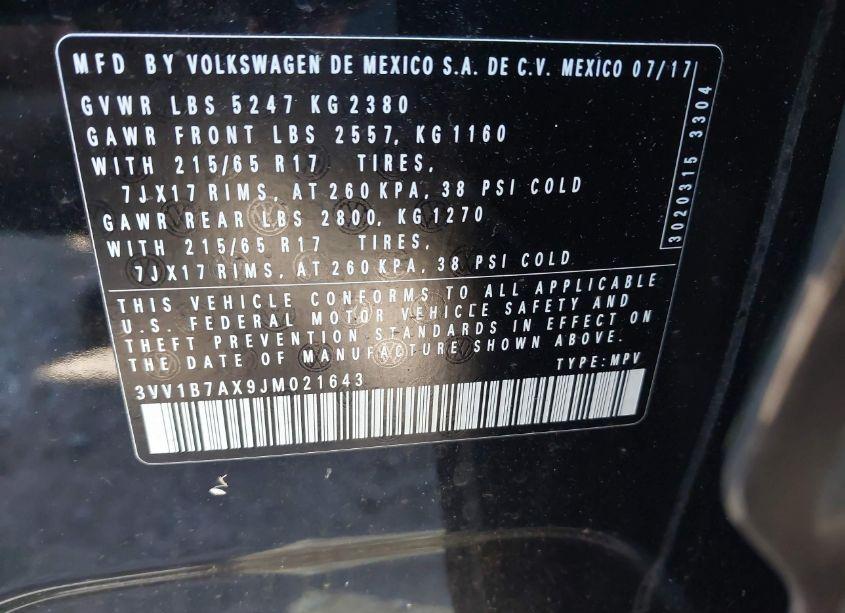 MFD BY VOLKSWAGEN DE MEXICO S.A. DE C.V. MEXICO 07/17
GVWR LBS 5247 KG 2380
GAWR FRONT LBS 2557, KG 1160
WITH 215/65 R17 TIRES,
7JX17 RIMS, AT 260 KPA, 38 PSI COLD
GAWR REAR LBS 2800, KG 1270
WITH 215/65 R17 TIRES,
7JX17 RIMS, AT 260 KPA, 38 PSI COLD
3020315 3304
THIS VEHICLE CONFORMS TO ALL APPLICABLE
U.S. FEDERAL MOTOR VEHICLE SAFETY AND
THEFT PREVENTION STANDARDS IN EFFECT ON
THE DATE OF MANUFACTURE SHOWN ABOVE.
TYPE: MPV
3VV1B7AX9JM021643